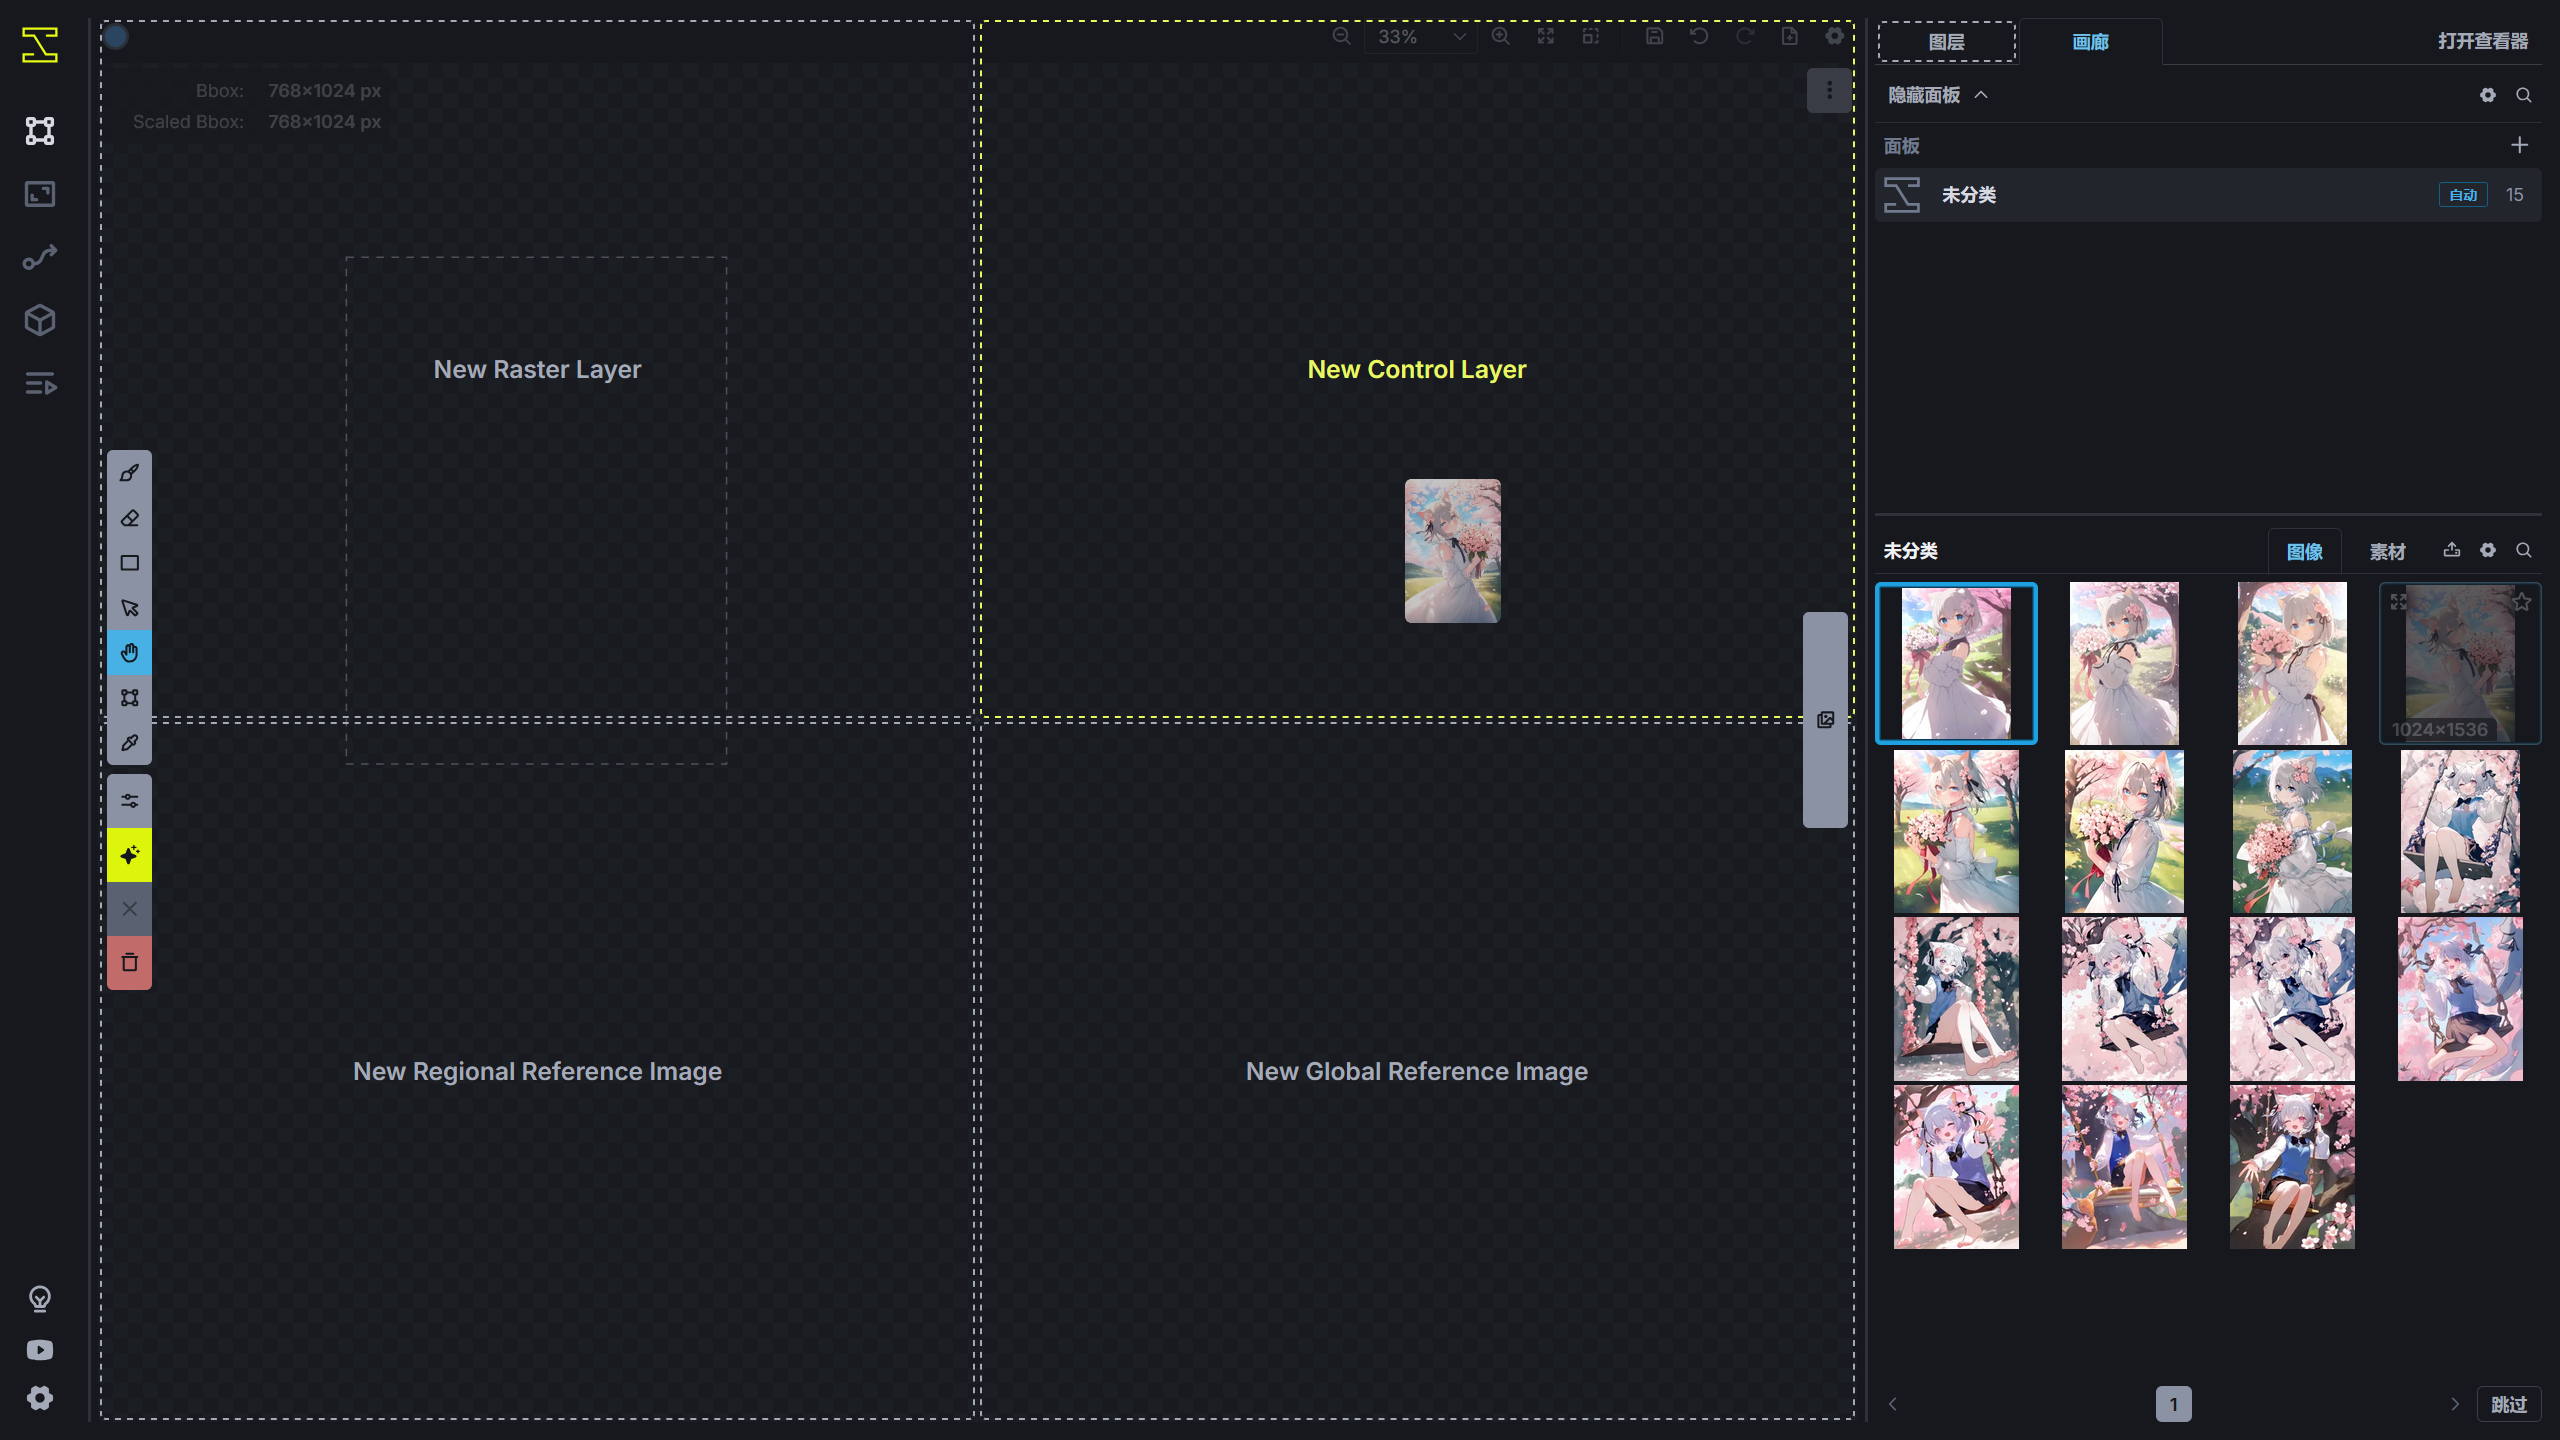 33%
Bbox: 768×1024 px
Scaled Bbox: 768×1024 px
New Raster Layer
New Control Layer
New Regional Reference Image
New Global Reference Image
图层
画廊
打开查看器
隐藏面板
面板
未分类
自动
15
未分类
图像
素材
1024×1536
1
跳过